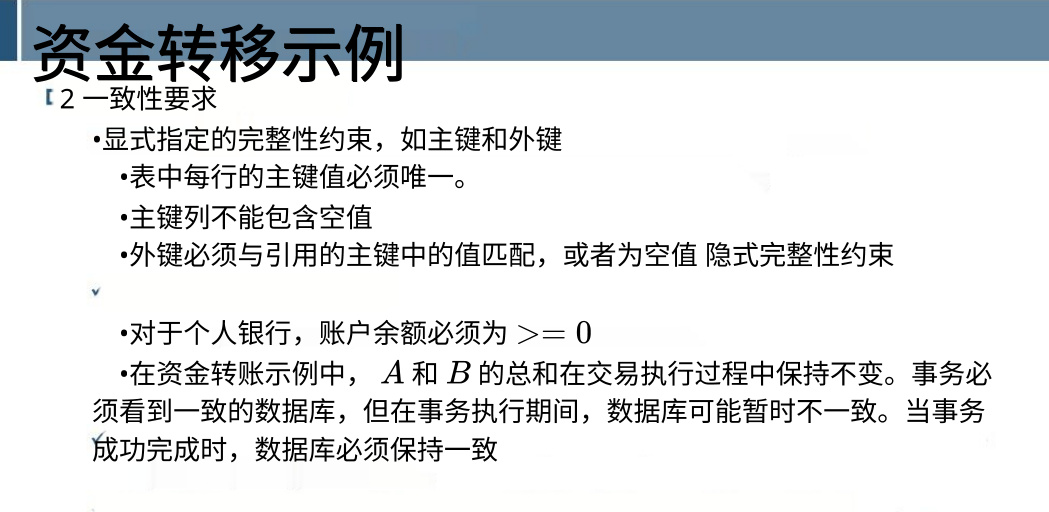 资金转移示例
2 一致性要求
•显式指定的完整性约束，如主键和外键
•表中每行的主键值必须唯一。
•主键列不能包含空值
•外键必须与引用的主键中的值匹配，或者为空值 隐式完整性约束
•对于个人银行，账户余额必须为 >= 0
•在资金转账示例中， A 和 B 的总和在交易执行过程中保持不变。事务必
须看到一致的数据库，但在事务执行期间，数据库可能暂时不一致。当事务
成功完成时，数据库必须保持一致